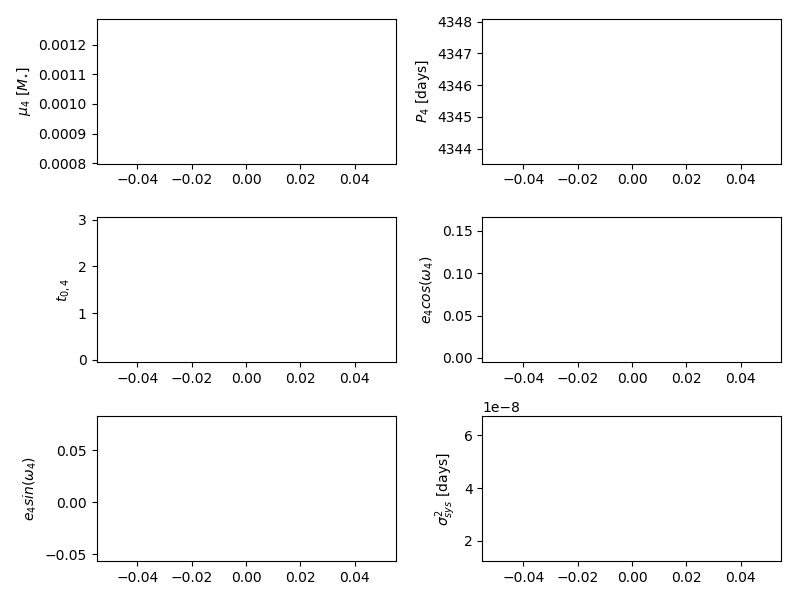 μ₄ [M⋆]
0.0012
0.0011
0.0010
0.0009
0.0008
−0.04 −0.02 0.00 0.02 0.04
P₄ [days]
4348
4347
4346
4345
4344
−0.04 −0.02 0.00 0.02 0.04
t₀,₄
3
2
1
0
−0.04 −0.02 0.00 0.02 0.04
e₄cos(ω₄)
0.15
0.10
0.05
0.00
−0.04 −0.02 0.00 0.02 0.04
e₄sin(ω₄)
0.05
0.00
−0.05
−0.04 −0.02 0.00 0.02 0.04
1e−8
σ²sys [days]
6
4
2
−0.04 −0.02 0.00 0.02 0.04